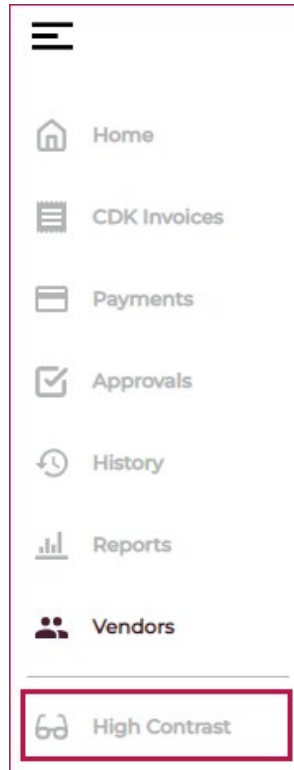 Home
CDK Invoices
Payments
Approvals
History
Reports
Vendors
High Contrast